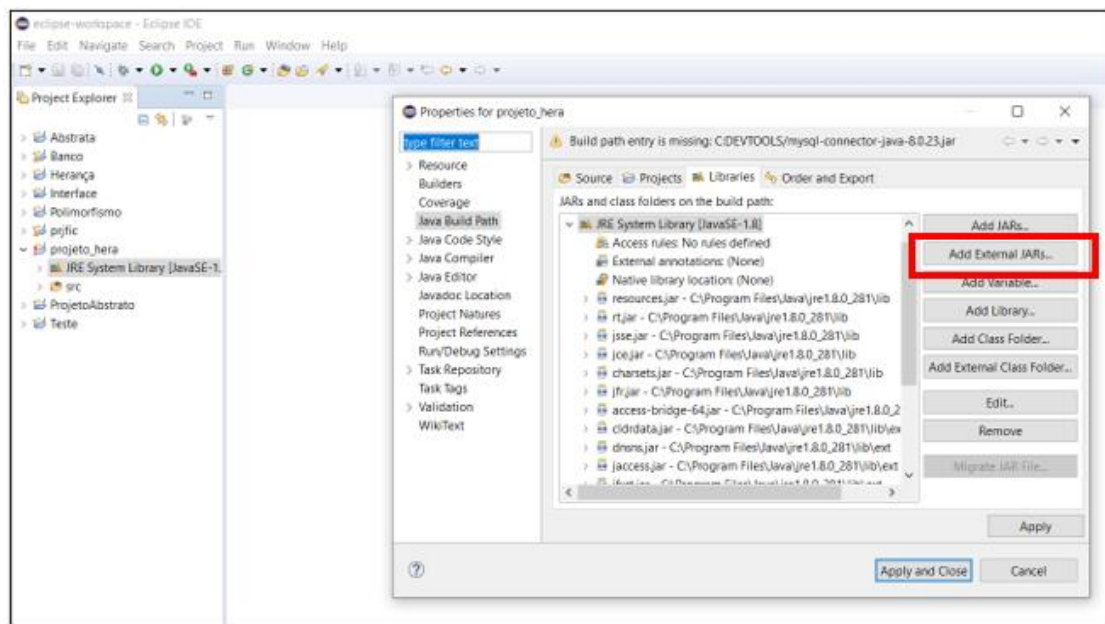 eclipse-workspace - Eclipse IDE
File Edit Navigate Search Project Run Window Help
Project Explorer
Abstrata
Banco
Herança
Interface
Polimorfismo
prjfic
projeto_hera
JRE System Library [JavaSE-1.
src
ProjetoAbstrato
Teste
Properties for projeto_hera
type filter text
Resource
Builders
Coverage
Java Build Path
Java Code Style
Java Compiler
Java Editor
Javadoc Location
Project Natures
Project References
Run/Debug Settings
Task Repository
Task Tags
Validation
WikiText
Build path entry is missing: C:DEVTOOLS/mysql-connector-java-8.0.23.jar
Source Projects Libraries Order and Export
JARs and class folders on the build path:
JRE System Library [JavaSE-1.8]
Access rules: No rules defined
External annotations: (None)
Native library location: (None)
resources.jar - C:\Program Files\Java\jre1.8.0_281\lib
rt.jar - C:\Program Files\Java\jre1.8.0_281\lib
jsse.jar - C:\Program Files\Java\jre1.8.0_281\lib
jce.jar - C:\Program Files\Java\jre1.8.0_281\lib
charsets.jar - C:\Program Files\Java\jre1.8.0_281\lib
jfr.jar - C:\Program Files\Java\jre1.8.0_281\lib
access-bridge-64.jar - C:\Program Files\Java\jre1.8.0_2
cldrdata.jar - C:\Program Files\Java\jre1.8.0_281\lib\ex
dnsns.jar - C:\Program Files\Java\jre1.8.0_281\lib\ext
jaccess.jar - C:\Program Files\Java\jre1.8.0_281\lib\ext
Add JARs...
Add External JARs...
Add Variable...
Add Library...
Add Class Folder...
Add External Class Folder...
Edit...
Remove
Migrate JAR File...
Apply
Apply and Close
Cancel